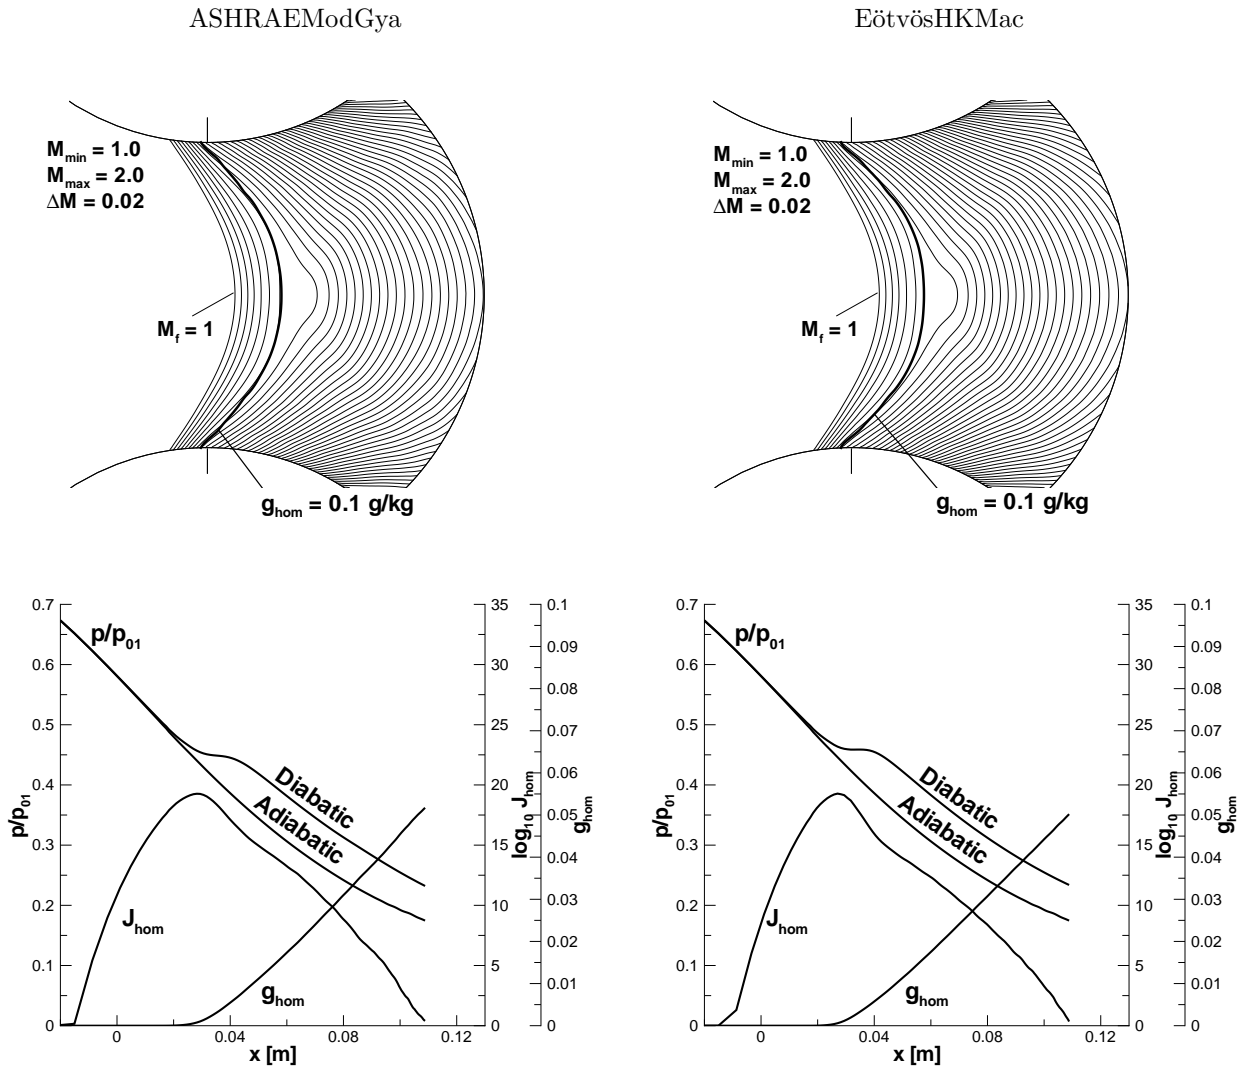 ASHRAEModGya
EötvösHKMac
M_min = 1.0
M_max = 2.0
ΔM = 0.02
M_f = 1
g_hom = 0.1 g/kg
M_min = 1.0
M_max = 2.0
ΔM = 0.02
M_f = 1
g_hom = 0.1 g/kg
0.7
0.6
0.5
0.4
0.3
0.2
0.1
0
p/p_01
p/p_01
Diabatic
Adiabatic
J_hom
g_hom
0
0.04
0.08
0.12
x [m]
35
30
25
20
15
10
5
0
log_10 J_hom
0.1
0.09
0.08
0.07
0.06
0.05
0.04
0.03
0.02
0.01
0
g_hom
0.7
0.6
0.5
0.4
0.3
0.2
0.1
0
p/p_01
p/p_01
Diabatic
Adiabatic
J_hom
g_hom
0
0.04
0.08
0.12
x [m]
35
30
25
20
15
10
5
0
log_10 J_hom
0.1
0.09
0.08
0.07
0.06
0.05
0.04
0.03
0.02
0.01
0
g_hom